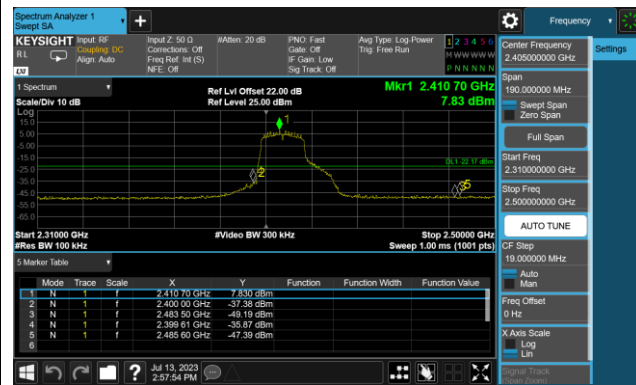 Spectrum Analyzer 1
Swept SA
Frequency
KEYSIGHT
Input: RF
Coupling: DC
Align: Auto
Input Z: 50 Ω
Corrections: Off
Freq Ref: Int (S)
NFE: Off
#Atten: 20 dB
PNO: Fast
Gate: Off
IF Gain: Low
Sig Track: Off
Avg Type: Log-Power
Trig: Free Run
1 2 3 4 5 6
M W W W W W
P N N N N N
R L
LXI
1 Spectrum
Scale/Div 10 dB
Ref Lvl Offset 22.00 dB
Ref Level 25.00 dBm
Mkr1 2.410 70 GHz
7.83 dBm
Log
15.0
5.00
-5.00
-15.0
-25.0
-35.0
-45.0
-55.0
-65.0
1
DL1 -22.17 dBm
Start 2.31000 GHz
#Res BW 100 kHz
#Video BW 300 kHz
Stop 2.50000 GHz
Sweep 1.00 ms (1001 pts)
5 Marker Table
Mode Trace Scale X Y Function Function Width Function Value
1 N 1 f 2.410 70 GHz 7.830 dBm
2 N 1 f 2.400 00 GHz -37.38 dBm
3 N 1 f 2.483 50 GHz -49.19 dBm
4 N 1 f 2.399 61 GHz -35.87 dBm
5 N 1 f 2.485 60 GHz -47.39 dBm
6
Jul 13, 2023
2:57:54 PM
Settings
Center Frequency
2.405000000 GHz
Span
190.000000 MHz
Swept Span
Zero Span
Full Span
Start Freq
2.310000000 GHz
Stop Freq
2.500000000 GHz
AUTO TUNE
CF Step
19.000000 MHz
Auto
Man
Freq Offset
0 Hz
X Axis Scale
Log
Lin
Signal Track
(Span Zoom)